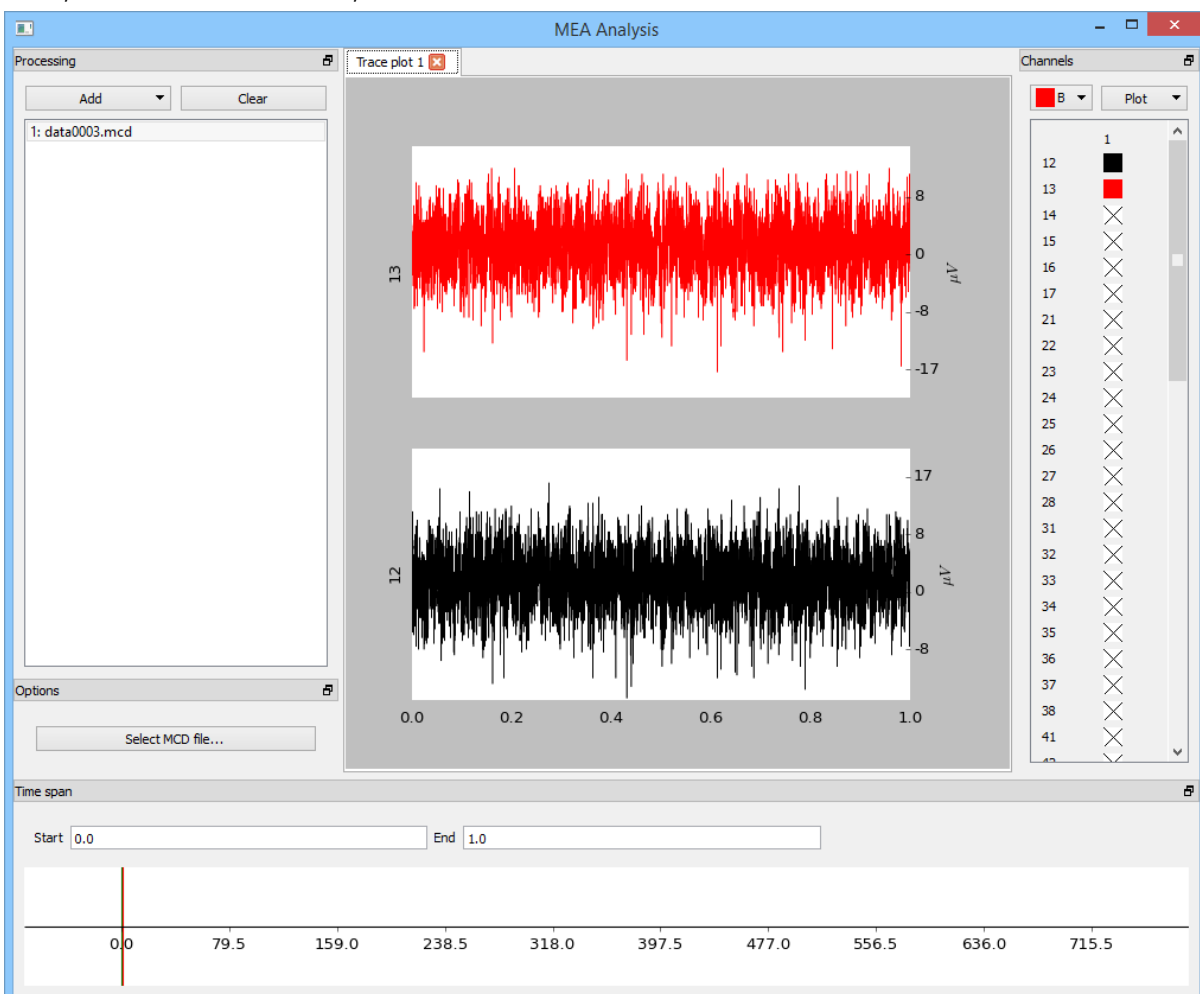 MEA Analysis
Processing
Add
Clear
1: data0003.mcd
Options
Select MCD file...
Trace plot 1
13
8
0
-8
-17
μV
12
17
8
0
-8
μV
0.0 0.2 0.4 0.6 0.8 1.0
Channels
B
Plot
1
12
13
14
15
16
17
21
22
23
24
25
26
27
28
31
32
33
34
35
36
37
38
41
Time span
Start 0.0 End 1.0
0.0 79.5 159.0 238.5 318.0 397.5 477.0 556.5 636.0 715.5